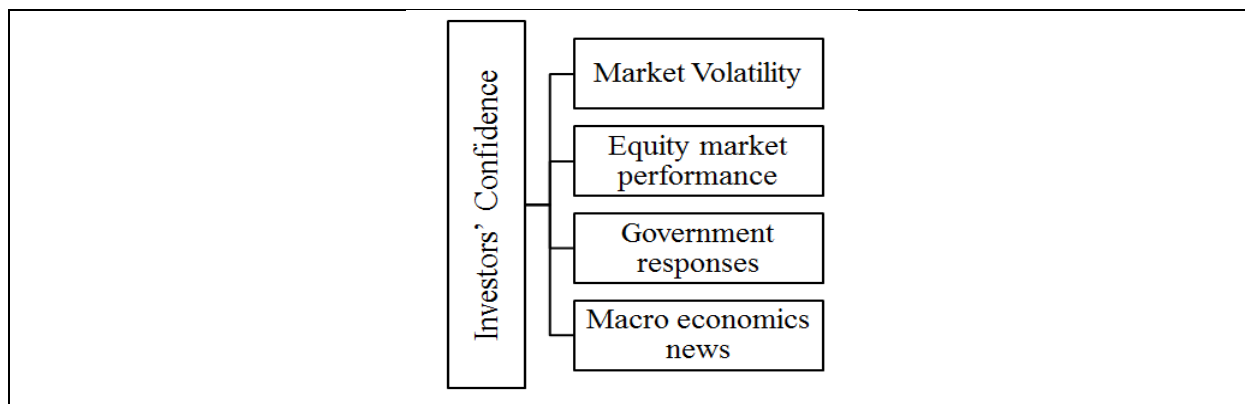 Investors’ Confidence
Market Volatility
Equity market
performance
Government
responses
Macro economics
news